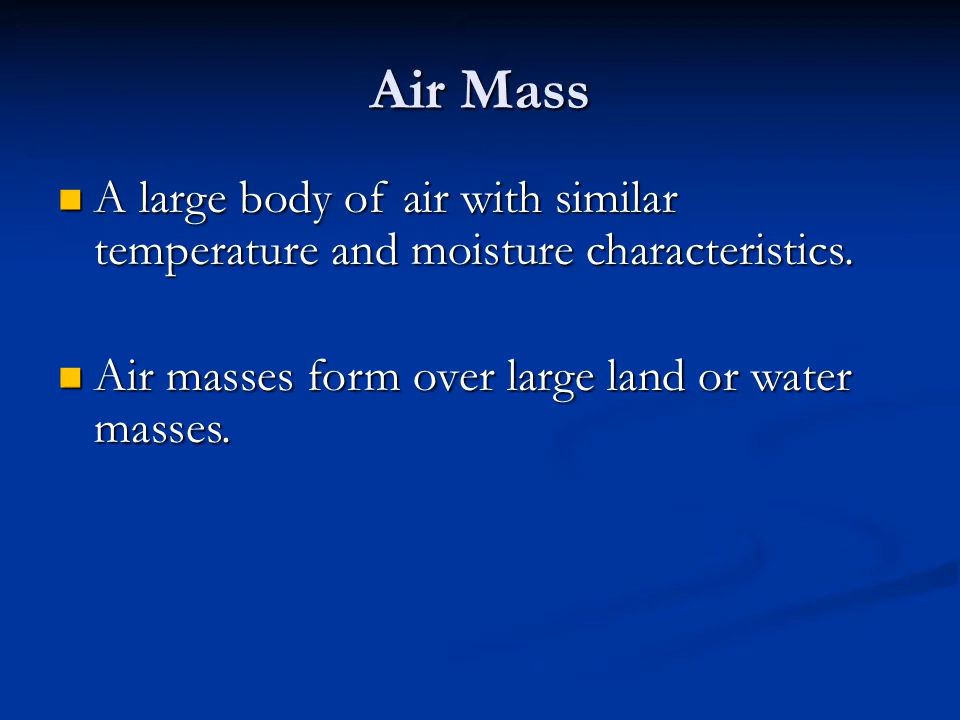 Air Mass
A large body of air with similar
temperature and moisture characteristics.
Air masses form over large land or water
masses.